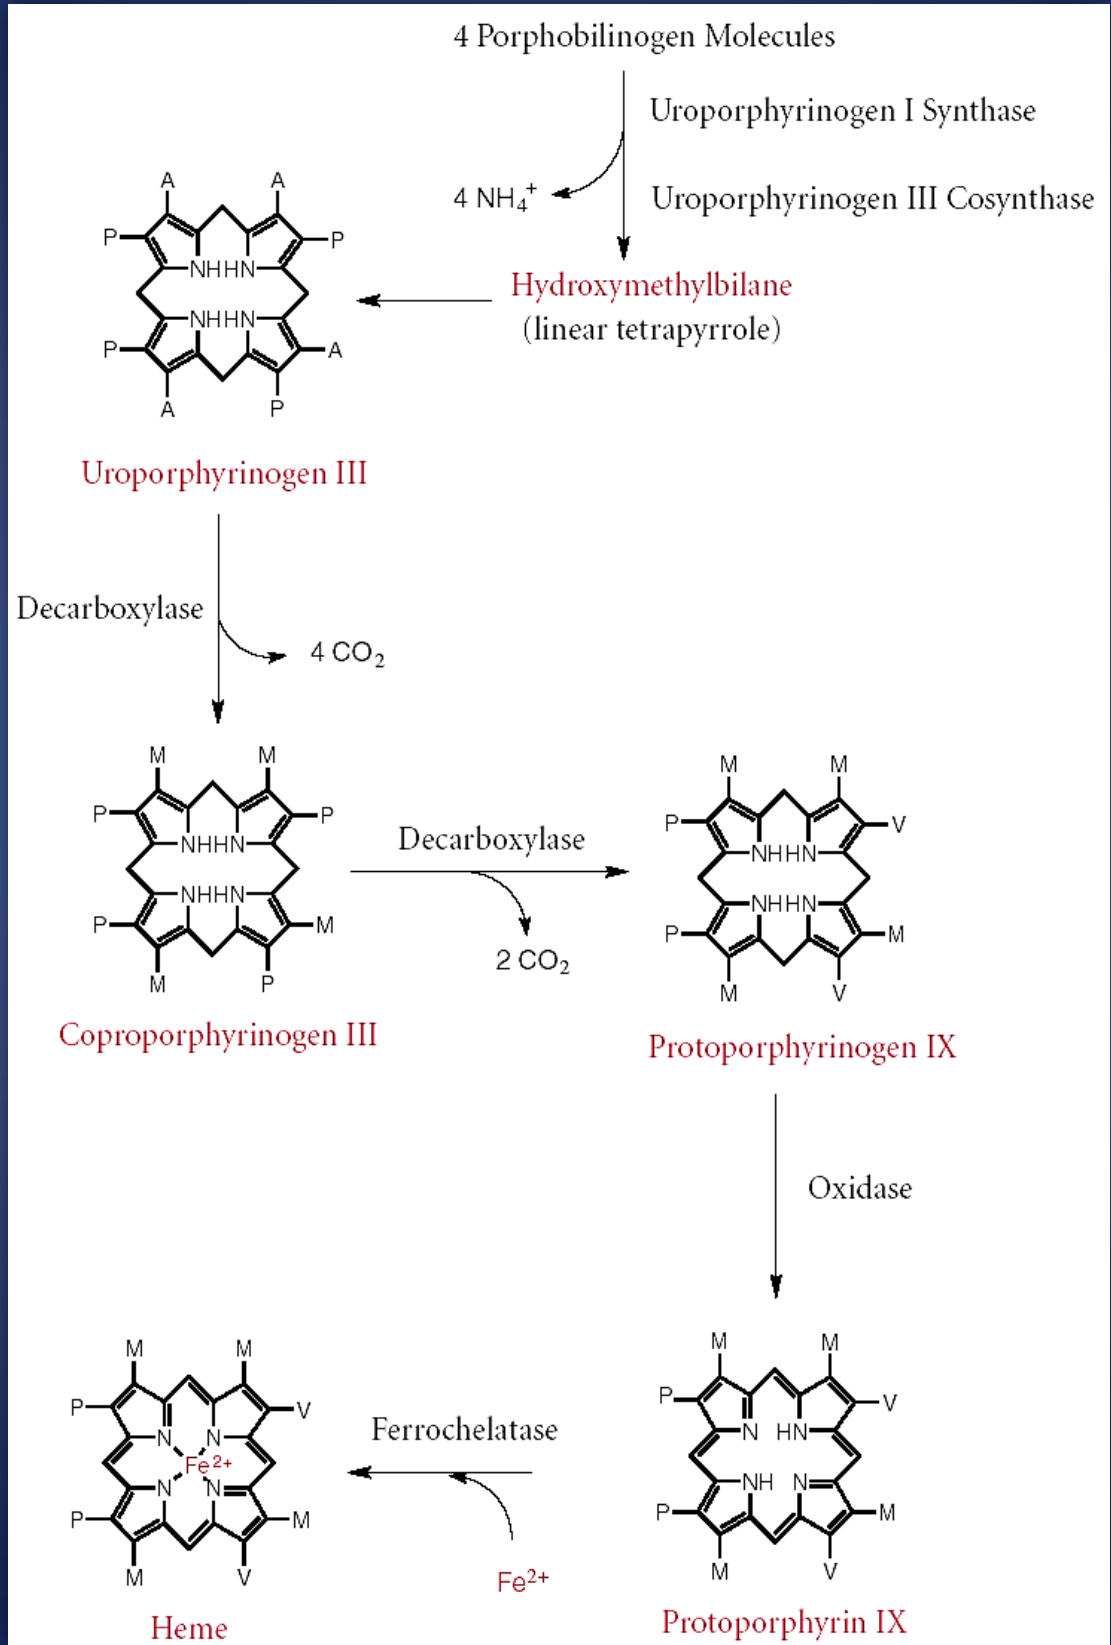 4 Porphobilinogen Molecules
Uroporphyrinogen I Synthase
4 NH₄⁺
Uroporphyrinogen III Cosynthase
Hydroxymethylbilane
(linear tetrapyrrole)
A A
P P
NH HN
NH HN
P A
A P
Uroporphyrinogen III
Decarboxylase
4 CO₂
M M
P P
NH HN
NH HN
P M
M P
Coproporphyrinogen III
Decarboxylase
2 CO₂
M M
P V
NH HN
NH HN
P M
M V
Protoporphyrinogen IX
Oxidase
M M
P V
N HN
NH N
P M
M V
Protoporphyrin IX
Ferrochelatase
Fe²⁺
M M
P V
N N
Fe²⁺
N N
P M
M V
Heme